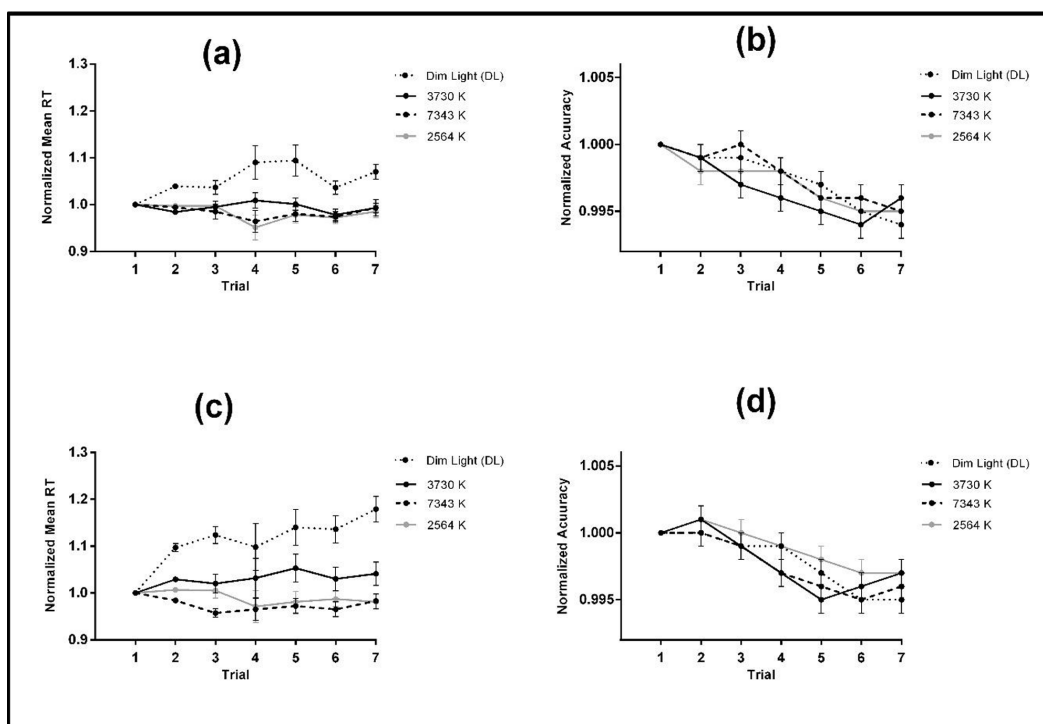 (a)
1.3
1.2
1.1
1.0
0.9
Normalized Mean RT
1 2 3 4 5 6 7
Trial
Dim Light (DL)
3730 K
7343 K
2564 K
(b)
1.005
1.000
0.995
Normalized Acuuracy
1 2 3 4 5 6 7
Trial
Dim Light (DL)
3730 K
7343 K
2564 K
(c)
1.3
1.2
1.1
1.0
0.9
Normalized Mean RT
1 2 3 4 5 6 7
Trial
Dim Light (DL)
3730 K
7343 K
2564 K
(d)
1.005
1.000
0.995
Normalized Acuuracy
1 2 3 4 5 6 7
Trial
Dim Light (DL)
3730 K
7343 K
2564 K